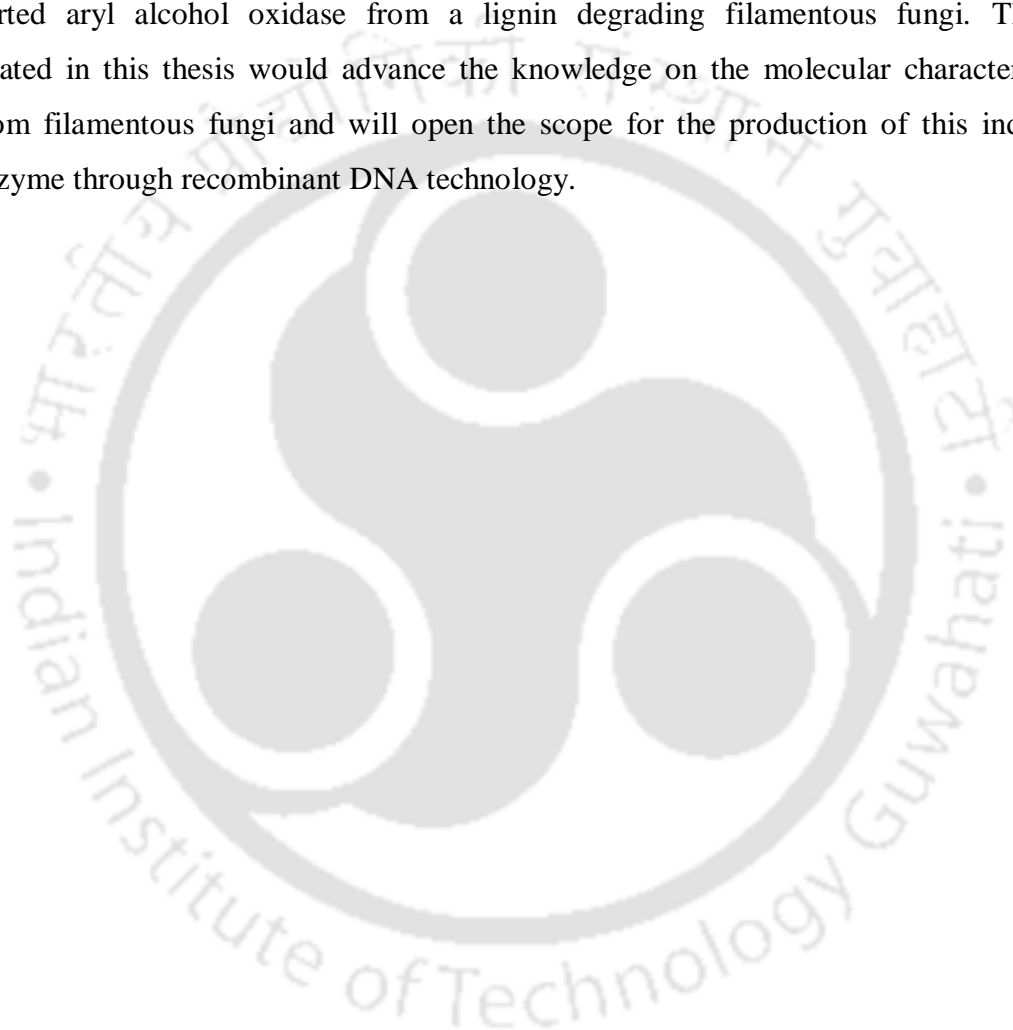 rted aryl alcohol oxidase from a lignin degrading filamentous fungi. Th
ated in this thesis would advance the knowledge on the molecular character
om filamentous fungi and will open the scope for the production of this ind
zyme through recombinant DNA technology.
भारतीय प्रौद्योगिकी संस्थान गुवाहाटी
Indian Institute of Technology Guwahati